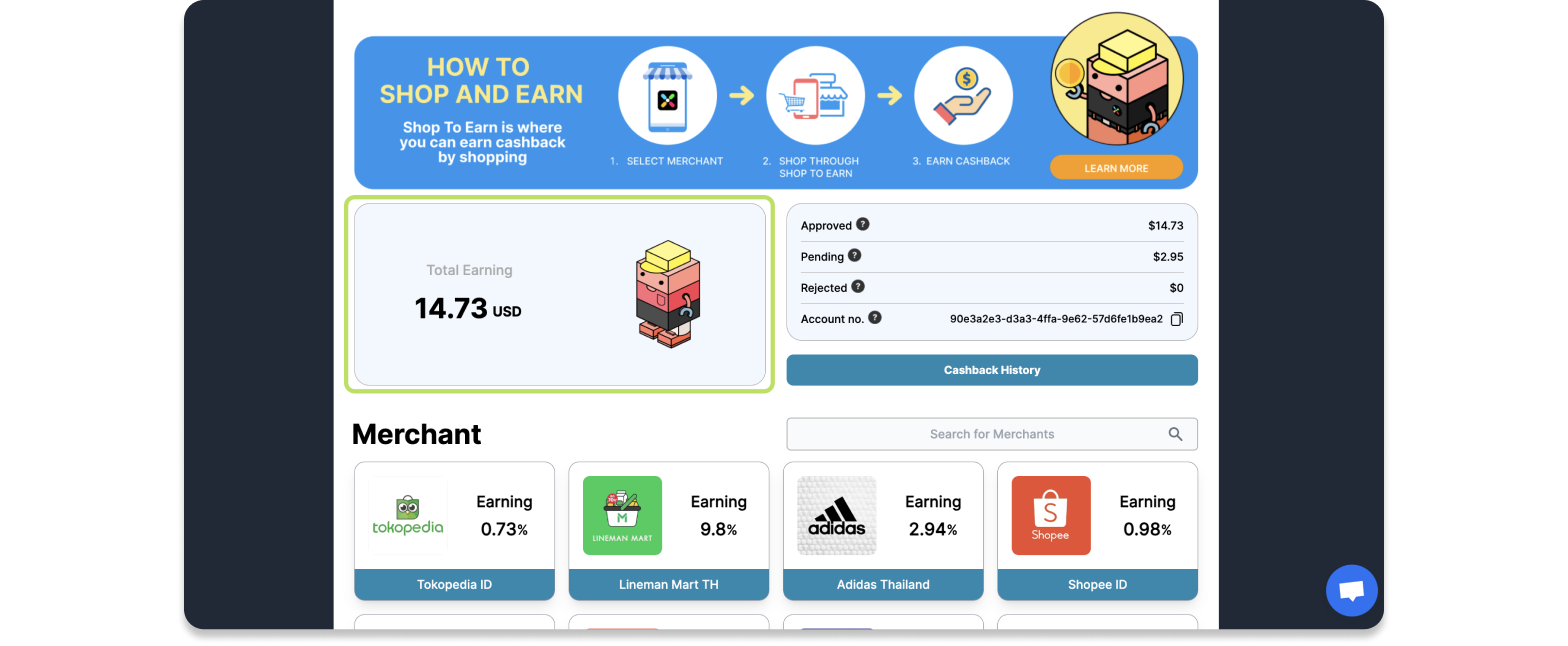 HOW TO
SHOP AND EARN
Shop To Earn is where
you can earn cashback
by shopping
1. SELECT MERCHANT
2. SHOP THROUGH
SHOP TO EARN
3. EARN CASHBACK
LEARN MORE
Total Earning
14.73 USD
Approved ?
$14.73
Pending ?
$2.95
Rejected ?
$0
Account no. ?
90e3a2e3-d3a3-4ffa-9e62-57d6fe1b9ea2
Cashback History
Merchant
Search for Merchants
tokopedia
Earning
0.73%
Tokopedia ID
M
LINEMAN MART
Earning
9.8%
Lineman Mart TH
adidas
Earning
2.94%
Adidas Thailand
S
Shopee
Earning
0.98%
Shopee ID